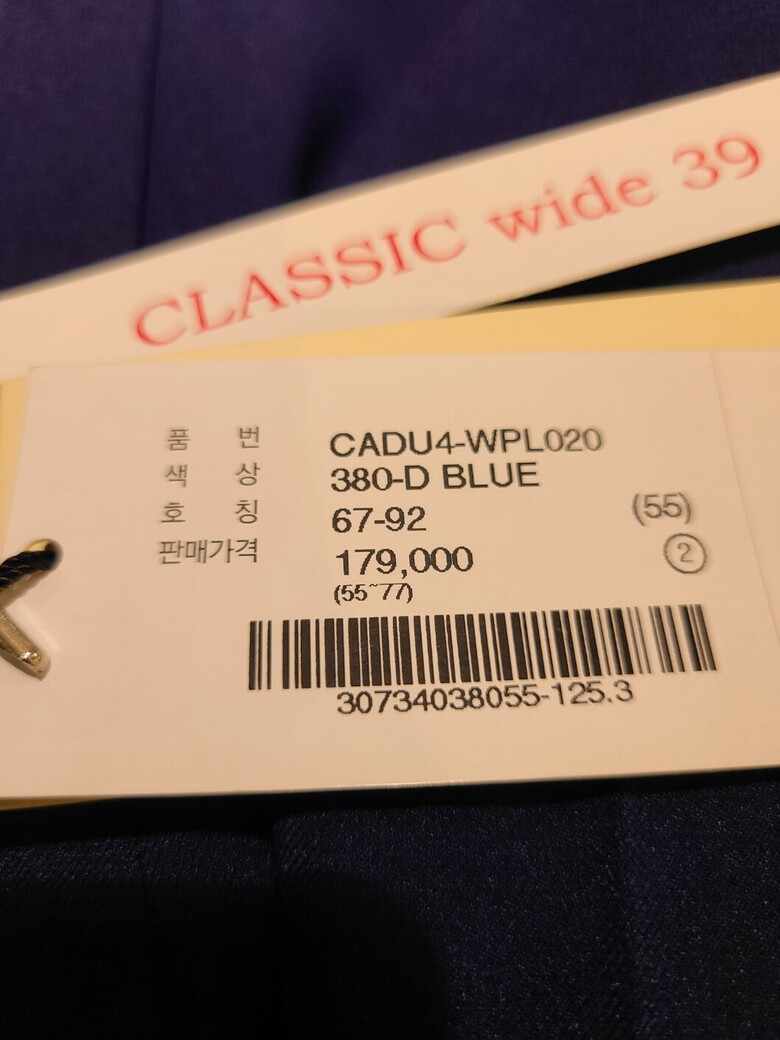 CLASSIC wide 39
품 번 CADU4-WPL020
색 상 380-D BLUE
호 칭 67-92 (55)
판매가격 179,000 ②
(55~77)
30734038055-125.3